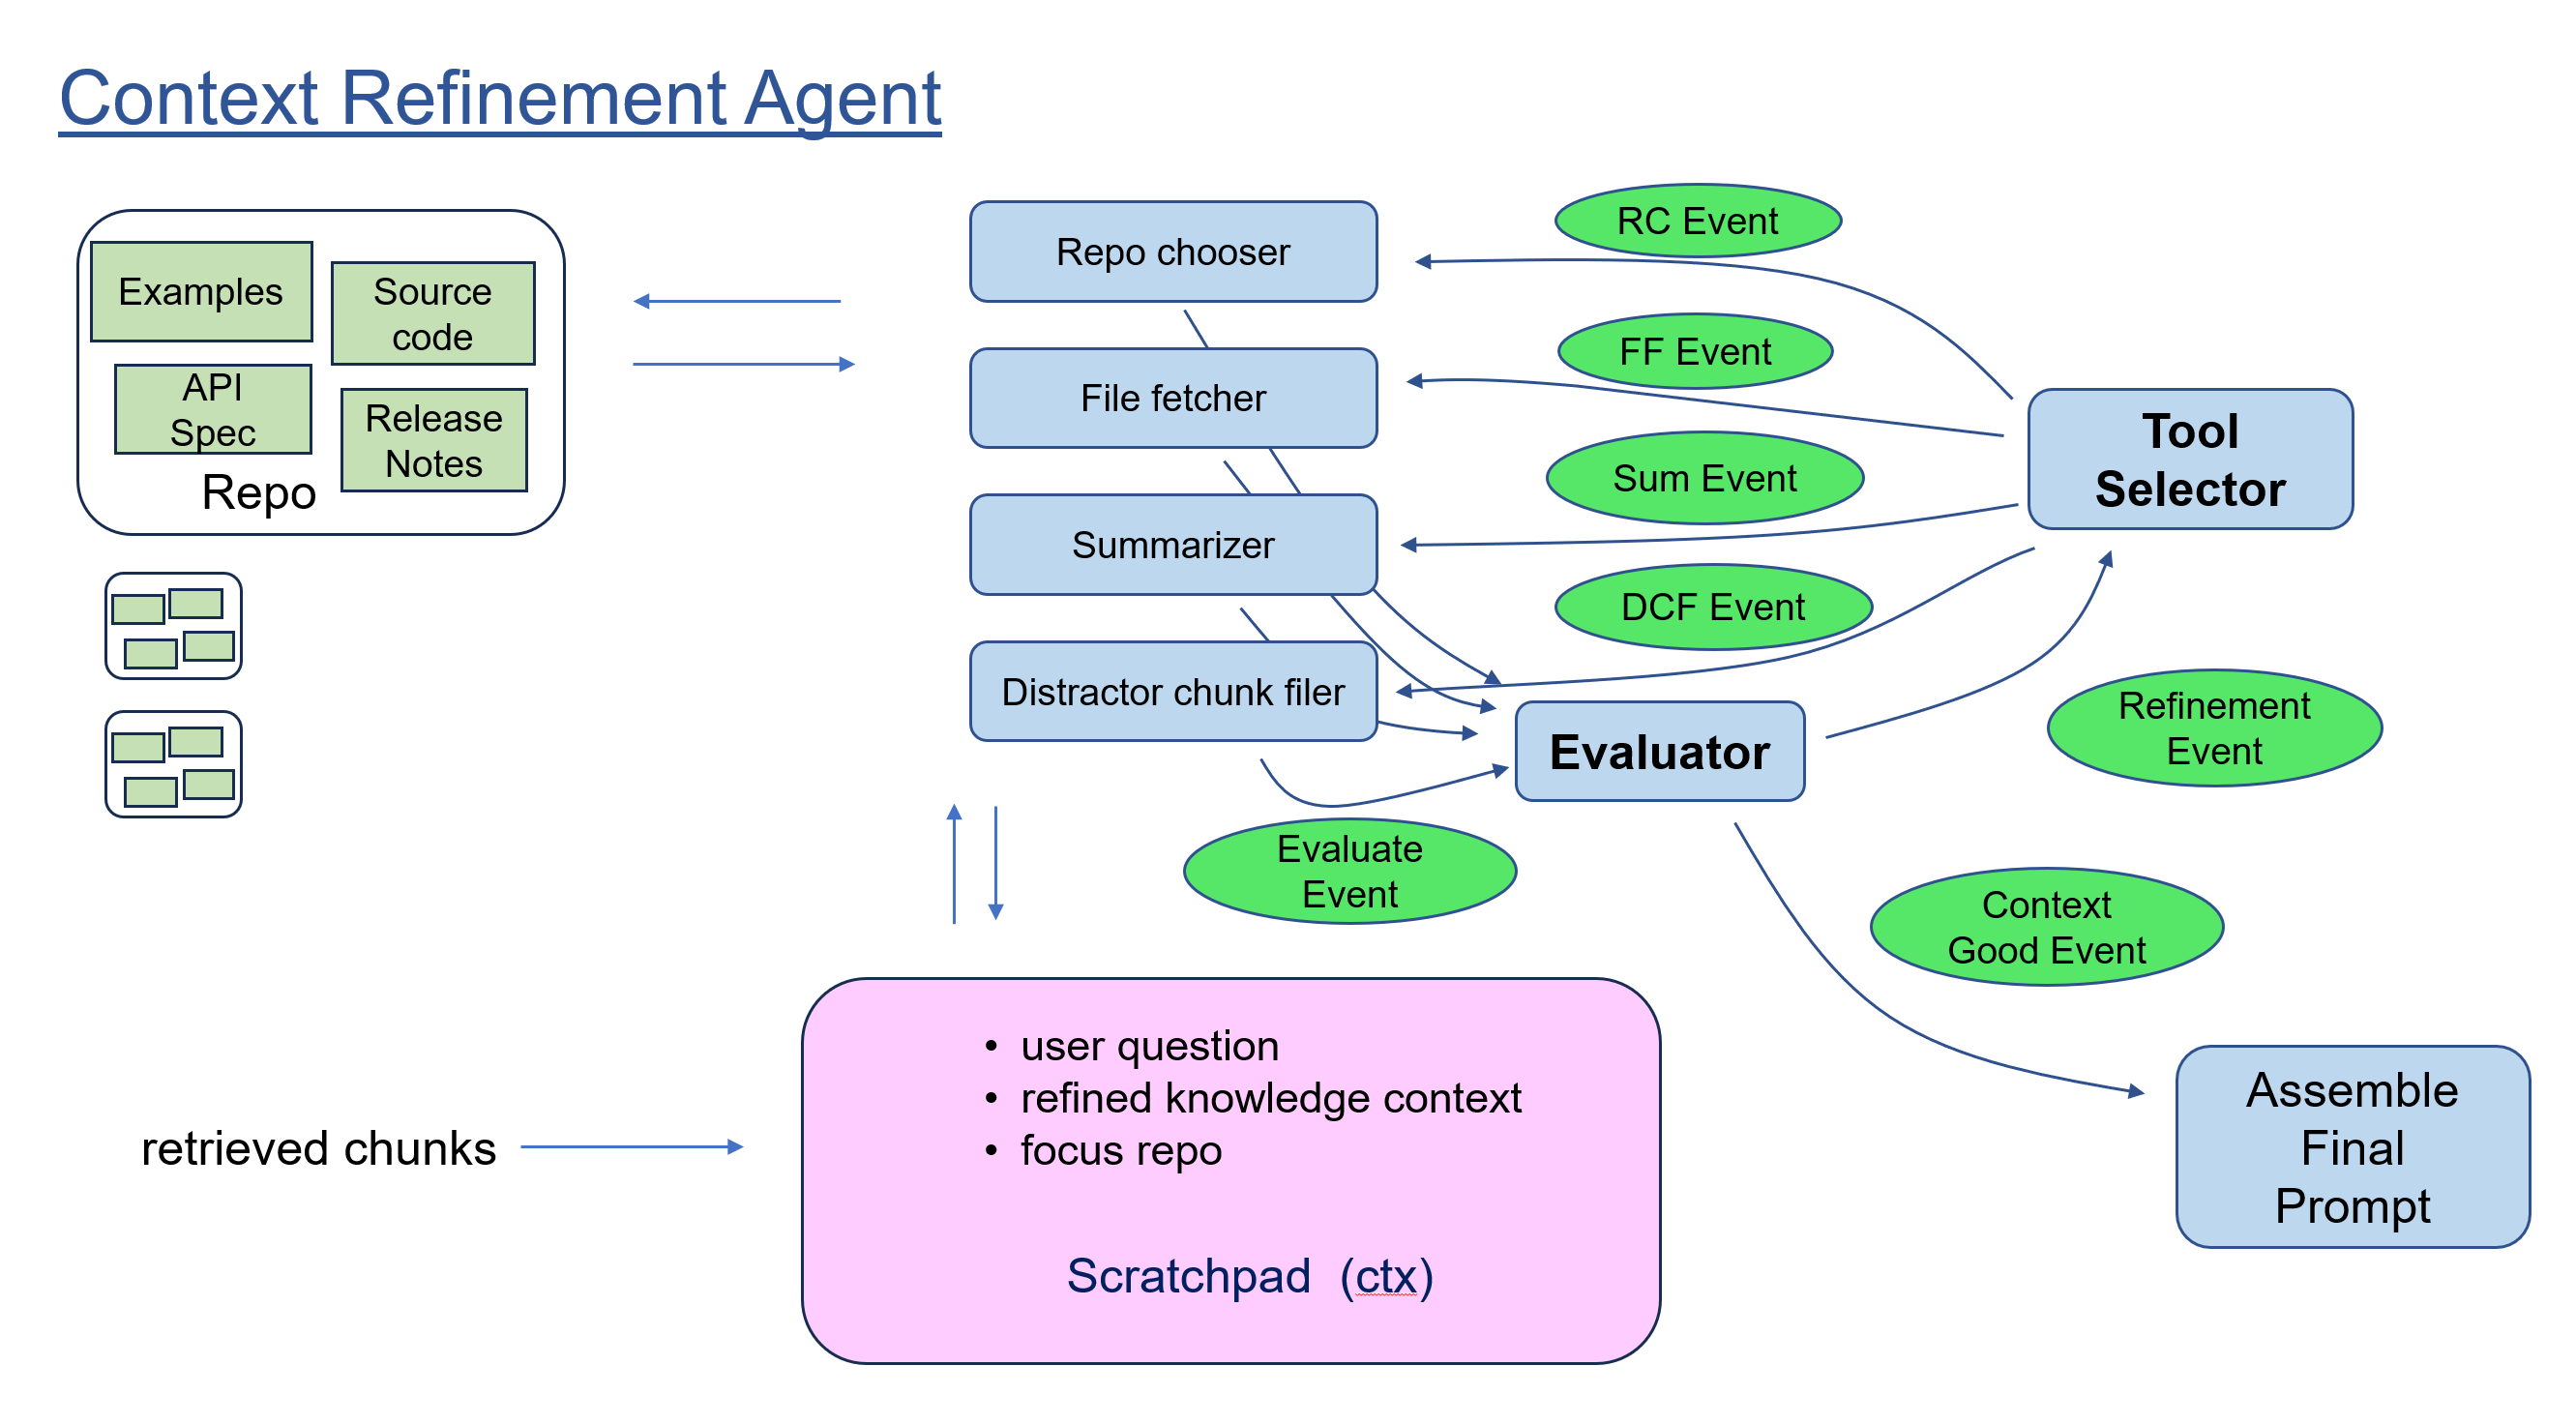 Context Refinement Agent
Examples
Source
code
API
Spec
Release
Notes
Repo
Repo chooser
File fetcher
Summarizer
Distractor chunk filer
RC Event
FF Event
Sum Event
DCF Event
Tool
Selector
Evaluator
Refinement
Event
Evaluate
Event
Context
Good Event
retrieved chunks
• user question
• refined knowledge context
• focus repo
Scratchpad (ctx)
Assemble
Final
Prompt